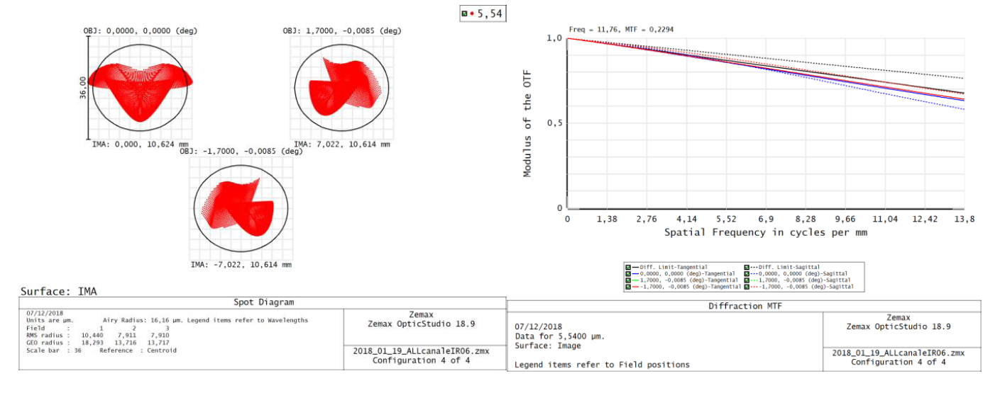 5,54
OBJ: 0,0000, 0,0000 (deg)
OBJ: 1,7000, -0,0085 (deg)
36,00
IMA: 0,000, 10,624 mm
IMA: 7,022, 10,614 mm
OBJ: -1,7000, -0,0085 (deg)
IMA: -7,022, 10,614 mm
Surface: IMA
Spot Diagram
07/12/2018
Units are µm. Airy Radius: 16,16 µm. Legend items refer to Wavelengths
Field : 1 2 3
RMS radius : 10,440 7,911 7,910
GEO radius : 18,293 13,716 13,717
Scale bar : 36 Reference : Centroid
Zemax
Zemax OpticStudio 18.9
2018_01_19_ALLcanaleIR06.zmx
Configuration 4 of 4
Freq = 11,76, MTF = 0,2294
1,0
0,5
0
Modulus of the OTF
0 1,38 2,76 4,14 5,52 6,9 8,28 9,66 11,04 12,42 13,8
Spatial Frequency in cycles per mm
Diff. Limit-Tangential Diff. Limit-Sagittal
0,0000, 0,0000 (deg)-Tangential 0,0000, 0,0000 (deg)-Sagittal
1,7000, -0,0085 (deg)-Tangential 1,7000, -0,0085 (deg)-Sagittal
-1,7000, -0,0085 (deg)-Tangential -1,7000, -0,0085 (deg)-Sagittal
Diffraction MTF
07/12/2018
Data for 5,5400 µm.
Surface: Image
Legend items refer to Field positions
Zemax
Zemax OpticStudio 18.9
2018_01_19_ALLcanaleIR06.zmx
Configuration 4 of 4